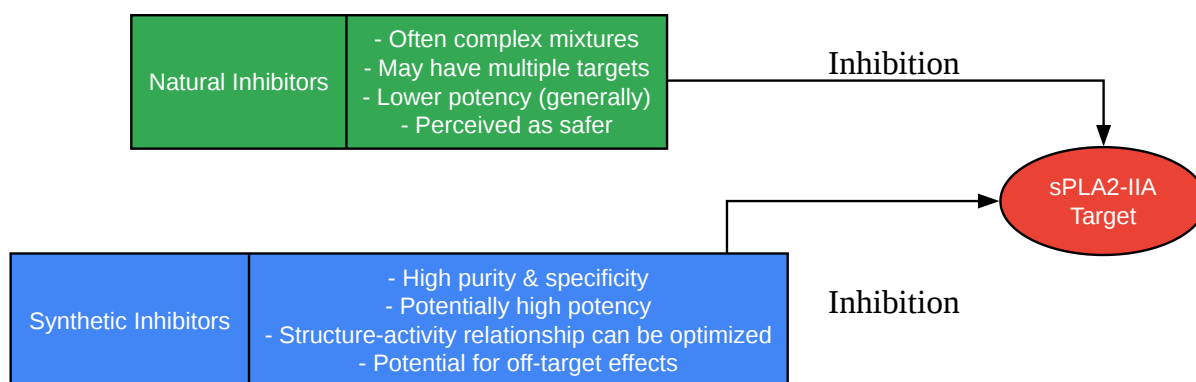 Natural Inhibitors
- Often complex mixtures
- May have multiple targets
- Lower potency (generally)
- Perceived as safer
Inhibition
sPLA2-IIA
Target
Synthetic Inhibitors
- High purity & specificity
- Potentially high potency
- Structure-activity relationship can be optimized
- Potential for off-target effects
Inhibition